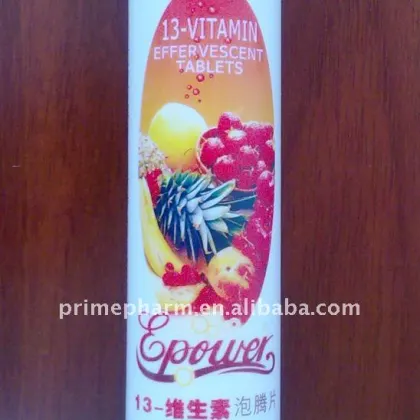 13-VITAMIN
EFFERVESCENT
TABLETS
primepharm.en.alibaba.com
Epower
13-维生素泡腾片